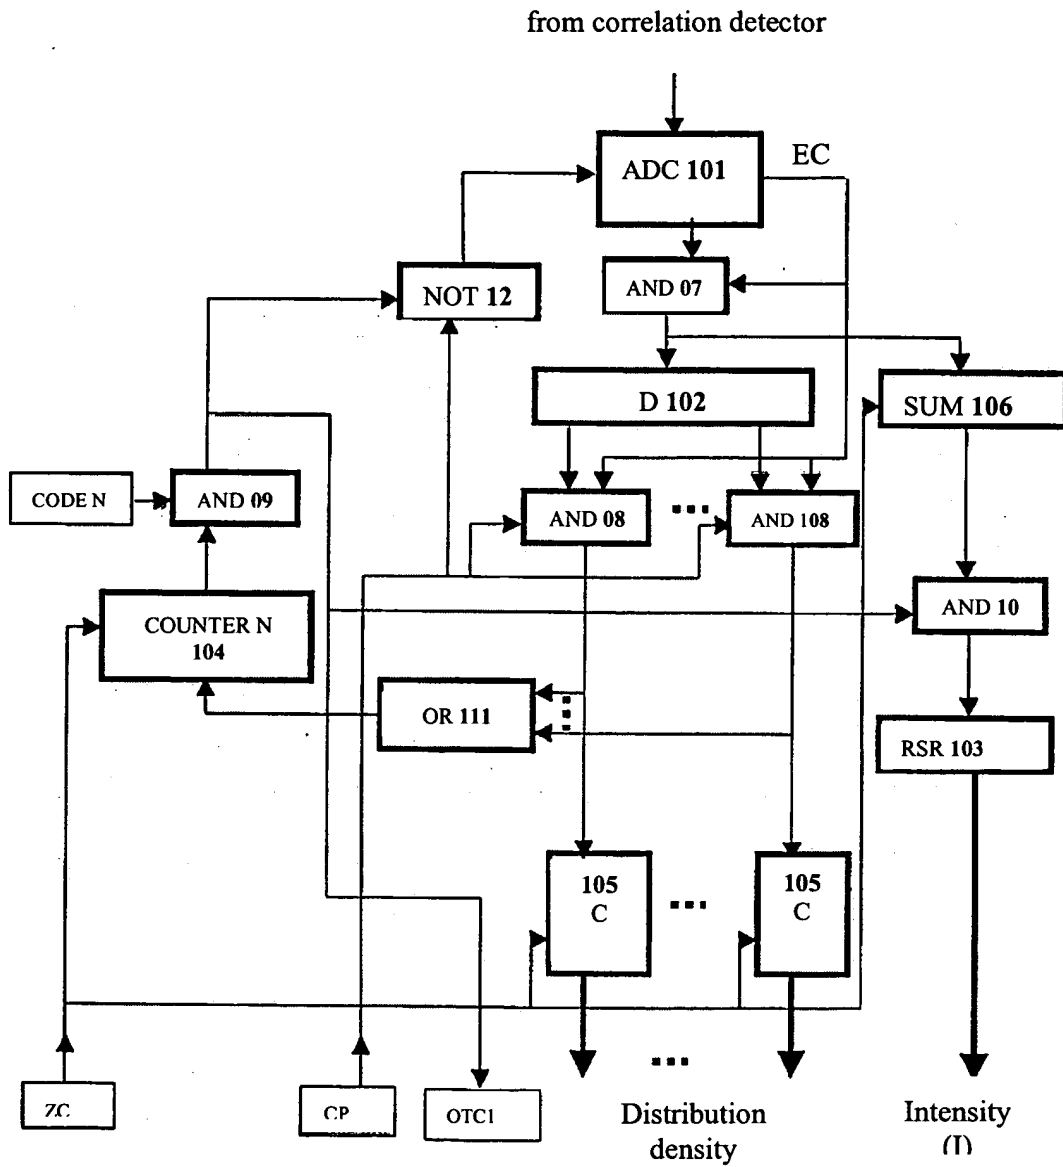 from correlation detector
ADC 101
EC
NOT 12
AND 07
D 102
SUM 106
CODE N
AND 09
AND 08
AND 108
COUNTER N
104
AND 10
OR 111
RSR 103
105
C
105
C
ZC
CP
OTC1
Distribution
density
Intensity
(I)